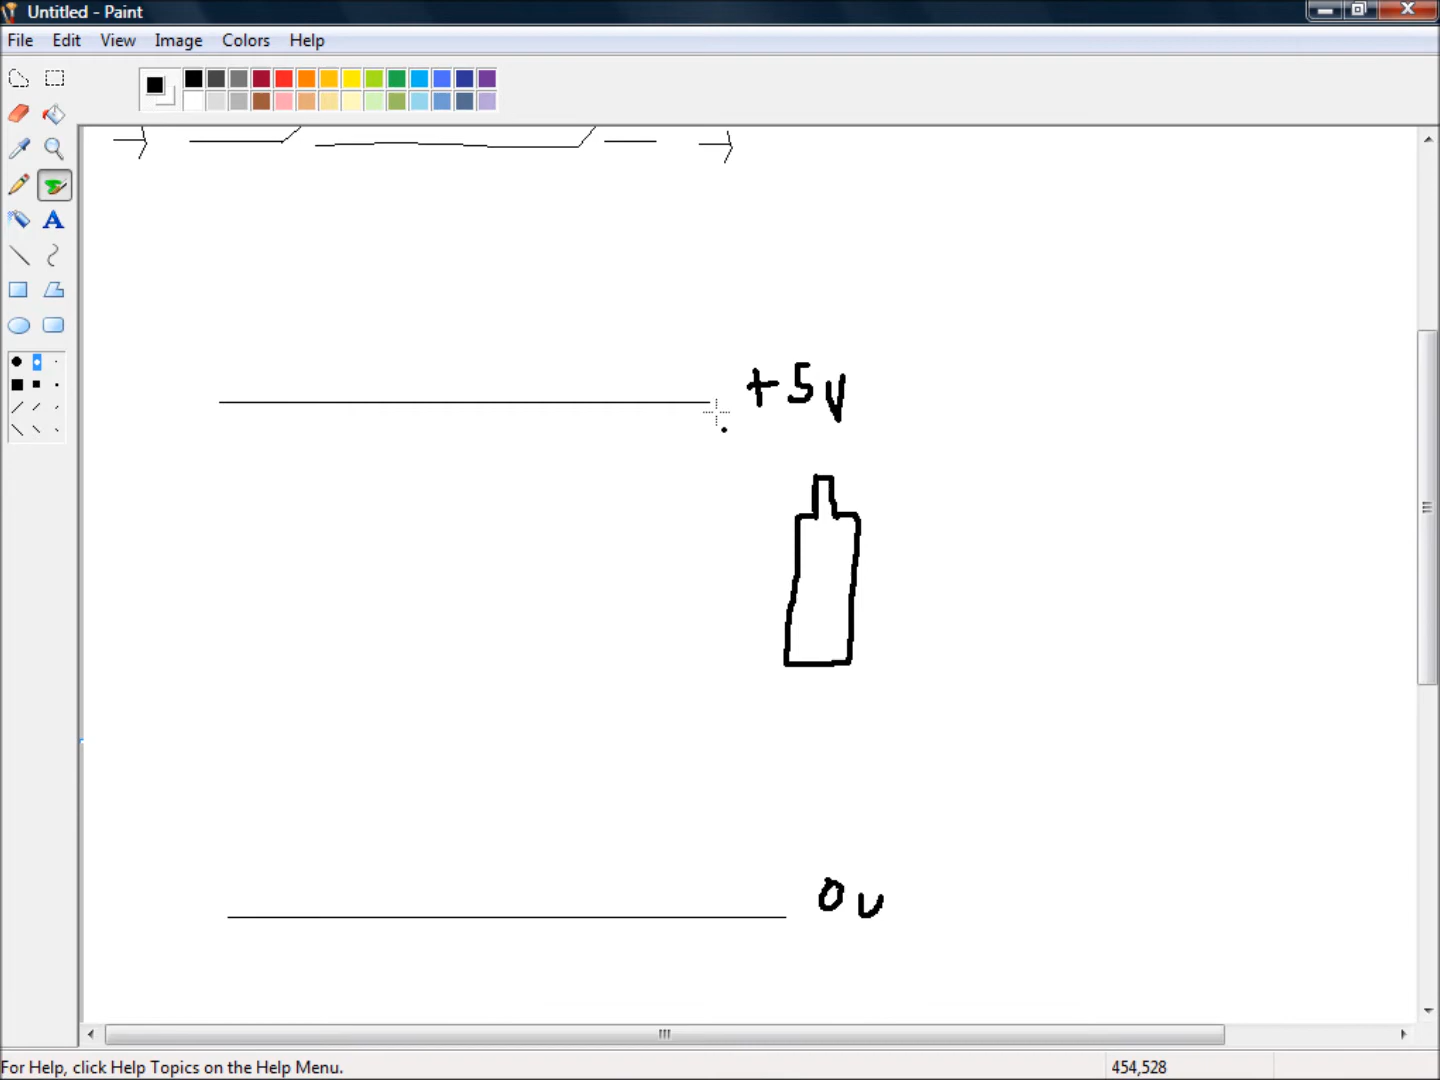 Untitled - Paint
File Edit View Image Colors Help
A
+5V
0v
For Help, click Help Topics on the Help Menu. 454,528